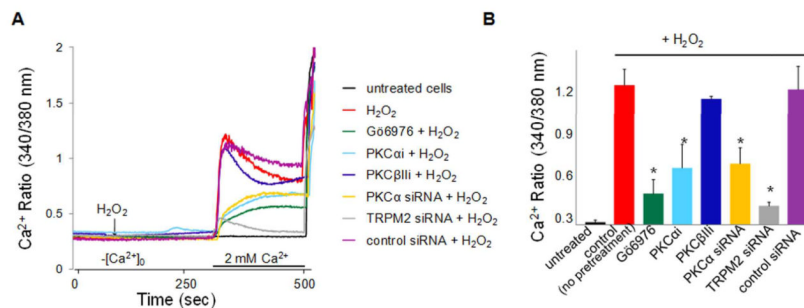 A
Ca²⁺ Ratio (340/380 nm)
2
1.5
1
0.5
0
H₂O₂
-[Ca²⁺]₀
2 mM Ca²⁺
0
250
500
Time (sec)
untreated cells
H₂O₂
Gö6976 + H₂O₂
PKCαi + H₂O₂
PKCβIIi + H₂O₂
PKCα siRNA + H₂O₂
TRPM2 siRNA + H₂O₂
control siRNA + H₂O₂
B
+ H₂O₂
Ca²⁺ Ratio (340/380 nm)
1.2
1.2
0.9
0.6
0.3
* * * *
untreated
control
(no pretreatment)
Gö6976
PKCαi
PKCβIIi
PKCα siRNA
TRPM2 siRNA
control siRNA